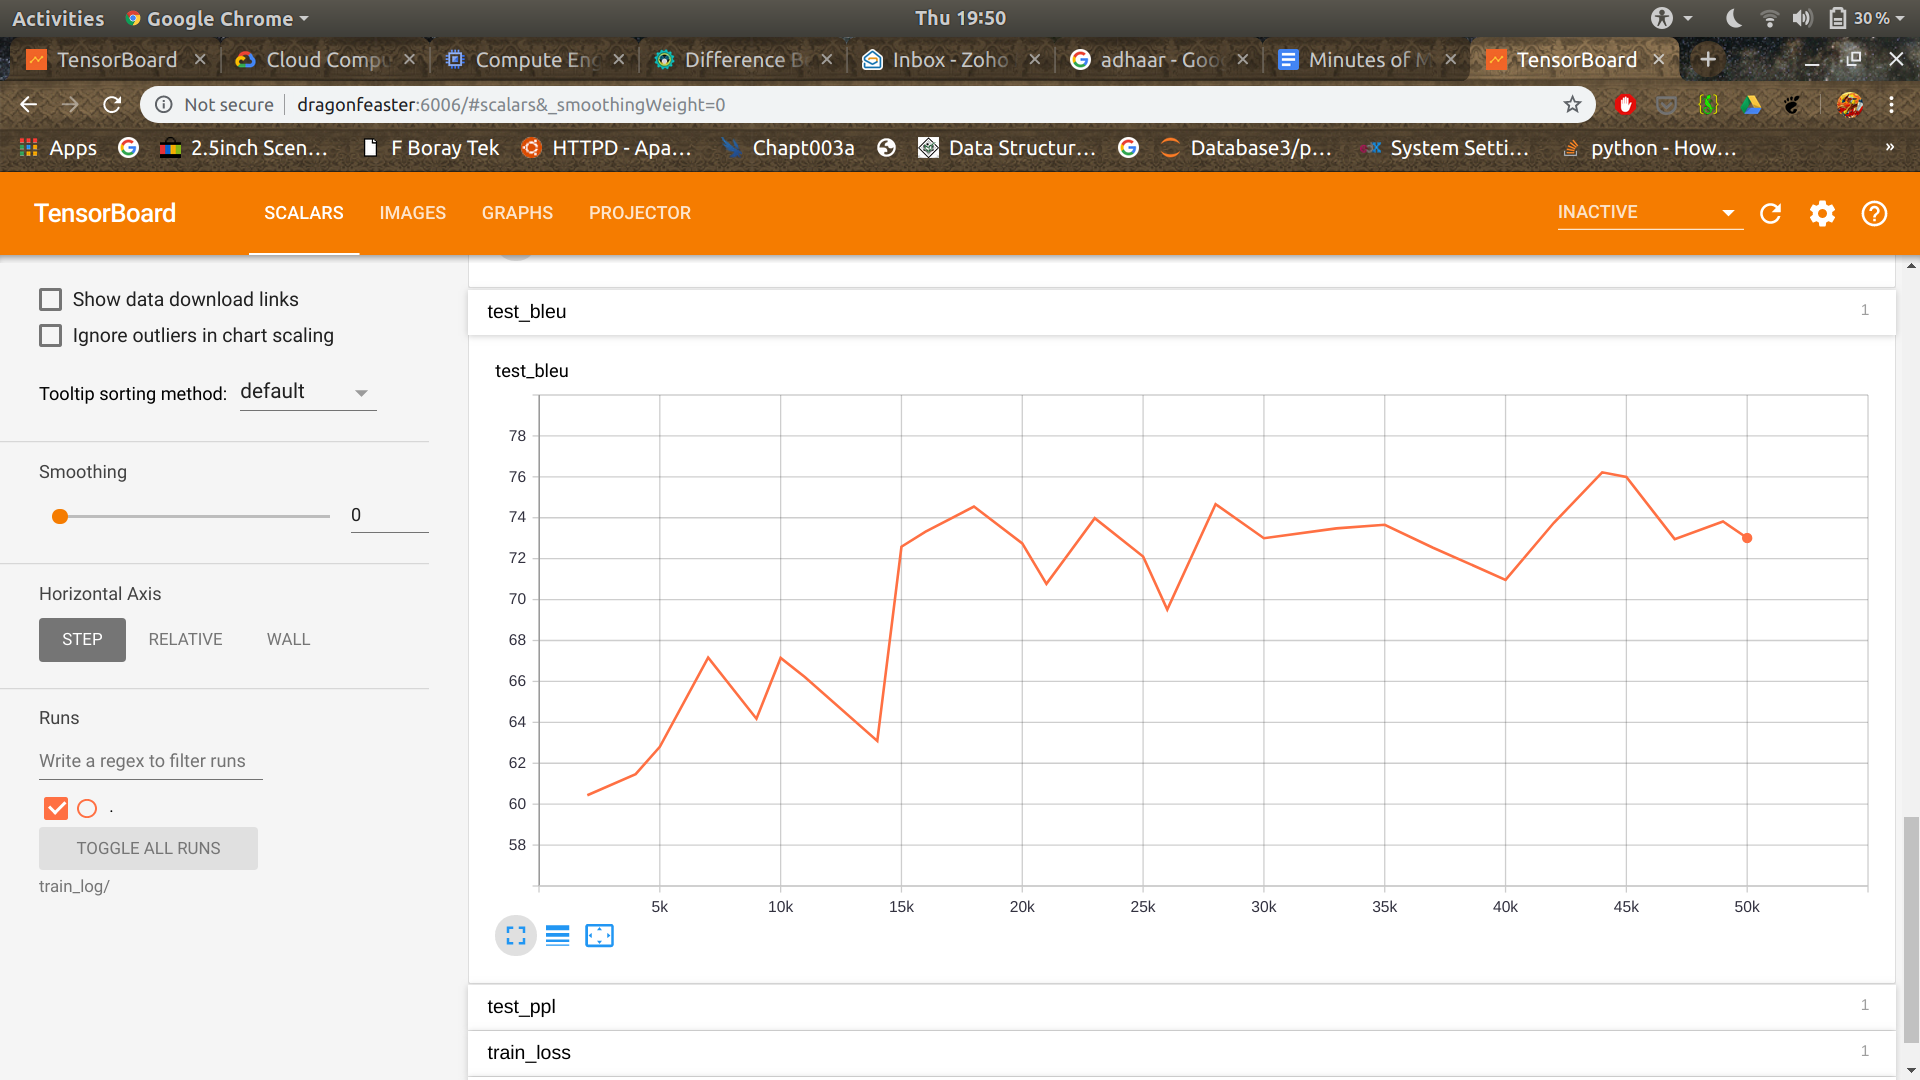 Activities Google Chrome Thu 19:50 30 %
TensorBoard Cloud Comp Compute En Difference B Inbox - Zoho adhaar - Goo Minutes of M TensorBoard
Not secure dragonfeaster:6006/#scalars&_smoothingWeight=0
Apps 2.5inch Scen... F Boray Tek HTTPD - Apa... Chapt003a Data Structur... Database3/p... System Setti... python - How... »
TensorBoard SCALARS IMAGES GRAPHS PROJECTOR INACTIVE
Show data download links
Ignore outliers in chart scaling
Tooltip sorting method: default
Smoothing
0
Horizontal Axis
STEP RELATIVE WALL
Runs
Write a regex to filter runs
.
TOGGLE ALL RUNS
train_log/
test_bleu 1
test_bleu
78
76
74
72
70
68
66
64
62
60
58
5k 10k 15k 20k 25k 30k 35k 40k 45k 50k
test_ppl 1
train_loss 1